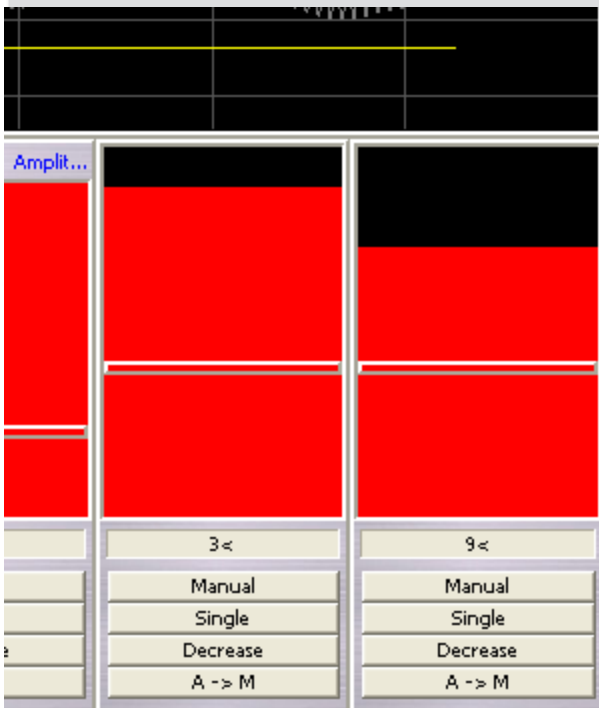 Amplit...
3< 9<
Manual Manual
Single Single
Decrease Decrease
A -> M A -> M